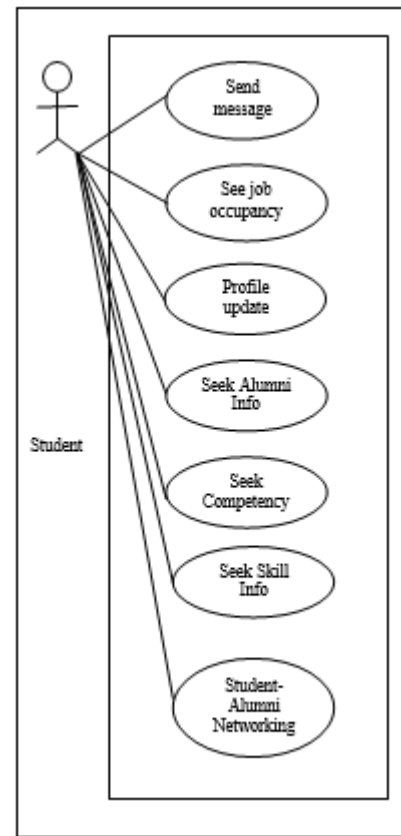 Send
message
See job
occupancy
Profile
update
Seek Alumni
Info
Student
Seek
Competency
Seek Skill
Info
Student-
Alumni
Networking